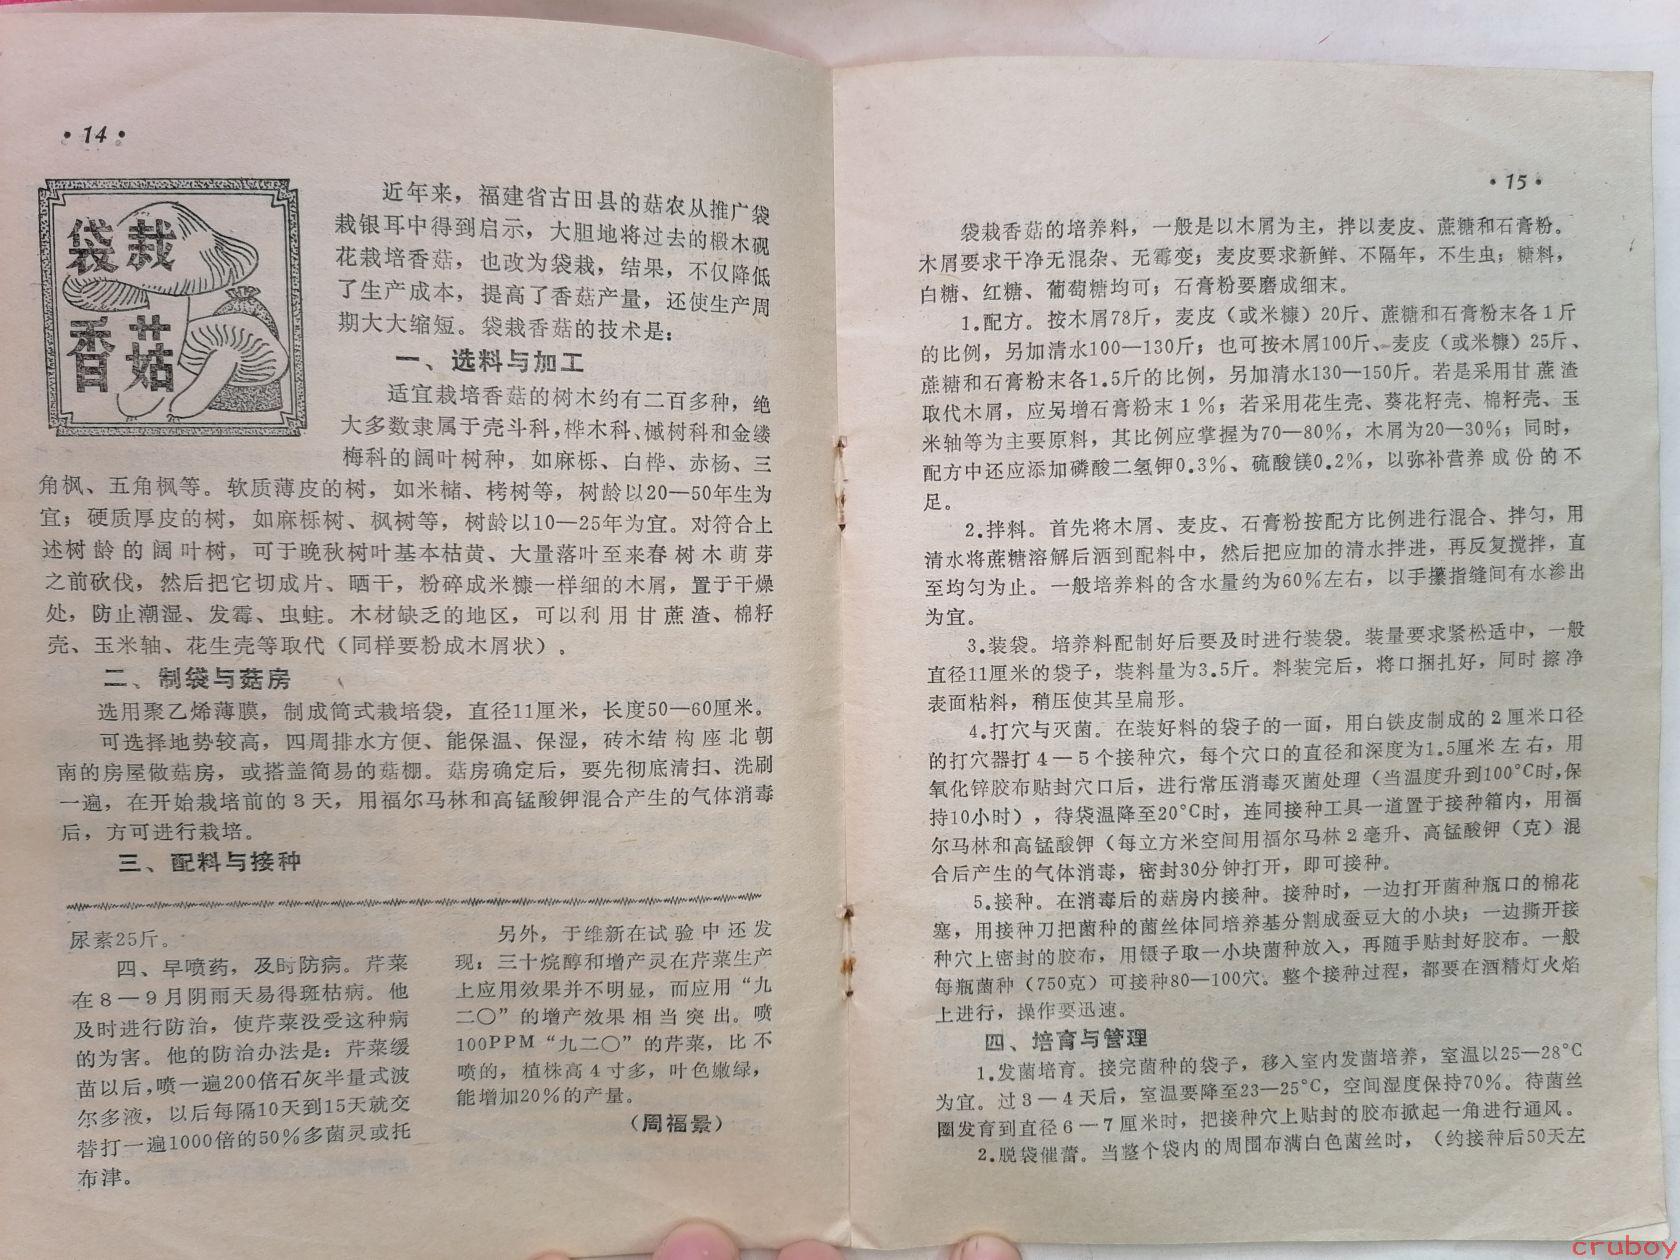 • 14 •
袋栽
香菇
近年来，福建省古田县的菇农从推广袋
栽银耳中得到启示，大胆地将过去的椴木砚
花栽培香菇，也改为袋栽，结果，不仅降低
了生产成本，提高了香菇产量，还使生产周
期大大缩短。袋栽香菇的技术是：
一、选料与加工
适宜栽培香菇的树木约有二百多种，绝
大多数隶属于壳斗科，桦木科、槭树科和金缕
梅科的阔叶树种，如麻栎、白桦、赤杨、三
角枫、五角枫等。软质薄皮的树，如米槠、栲树等，树龄以20—50年生为
宜；硬质厚皮的树，如麻栎树、枫树等，树龄以10—25年为宜。对符合上
述树龄的阔叶树，可于晚秋树叶基本枯黄、大量落叶至来春树木萌芽
之前砍伐，然后把它切成片、晒干，粉碎成米糠一样细的木屑，置于干燥
处，防止潮湿、发霉、虫蛀。木材缺乏的地区，可以利用甘蔗渣、棉籽
壳、玉米轴、花生壳等取代（同样要粉成木屑状）。
二、制袋与菇房
选用聚乙烯薄膜，制成筒式栽培袋，直径11厘米，长度50—60厘米。
可选择地势较高，四周排水方便、能保温、保湿，砖木结构座北朝
南的房屋做菇房，或搭盖简易的菇棚。菇房确定后，要先彻底清扫、洗刷
一遍，在开始栽培前的3天，用福尔马林和高锰酸钾混合产生的气体消毒
后，方可进行栽培。
三、配料与接种
尿素25斤。
四、早喷药，及时防病。芹菜
在8—9月阴雨天易得斑枯病。他
及时进行防治，使芹菜没受这种病
的为害。他的防治办法是：芹菜缓
苗以后，喷一遍200倍石灰半量式波
尔多液，以后每隔10天到15天就交
替打一遍1000倍的50%多菌灵或托
布津。
另外，于维新在试验中还发
现：三十烷醇和增产灵在芹菜生产
上应用效果并不明显，而应用“九
二〇”的增产效果相当突出。喷
100PPM“九二〇”的芹菜，比不
喷的，植株高4寸多，叶色嫩绿，
能增加20%的产量。
（周福景）
• 15 •
袋栽香菇的培养料，一般是以木屑为主，拌以麦皮、蔗糖和石膏粉。
木屑要求干净无混杂、无霉变；麦皮要求新鲜、不隔年，不生虫；糖料，
白糖、红糖、葡萄糖均可；石膏粉要磨成细末。
1.配方。按木屑78斤，麦皮（或米糠）20斤、蔗糖和石膏粉末各1斤
的比例，另加清水100—130斤；也可按木屑100斤、麦皮（或米糠）25斤、
蔗糖和石膏粉末各1.5斤的比例，另加清水130—150斤。若是采用甘蔗渣
取代木屑，应另增石膏粉末1%；若采用花生壳、葵花籽壳、棉籽壳、玉
米轴等为主要原料，其比例应掌握为70—80%，木屑为20—30%；同时，
配方中还应添加磷酸二氢钾0.3%、硫酸镁0.2%，以弥补营养成份的不
足。
2.拌料。首先将木屑、麦皮、石膏粉按配方比例进行混合、拌匀，用
清水将蔗糖溶解后洒到配料中，然后把应加的清水拌进，再反复搅拌，直
至均匀为止。一般培养料的含水量约为60%左右，以手攥指缝间有水渗出
为宜。
3.装袋。培养料配制好后要及时进行装袋。装量要求紧松适中，一般
直径11厘米的袋子，装料量为3.5斤。料装完后，将口捆扎好，同时擦净
表面粘料，稍压使其呈扁形。
4.打穴与灭菌。在装好料的袋子的一面，用白铁皮制成的2厘米口径
的打穴器打4—5个接种穴，每个穴口的直径和深度为1.5厘米左右，用
氧化锌胶布贴封穴口后，进行常压消毒灭菌处理（当温度升到100°C时，保
持10小时），待袋温降至20°C时，连同接种工具一道置于接种箱内，用福
尔马林和高锰酸钾（每立方米空间用福尔马林2毫升、高锰酸钾（克）混
合后产生的气体消毒，密封30分钟打开，即可接种。
5.接种。在消毒后的菇房内接种。接种时，一边打开菌种瓶口的棉花
塞，用接种刀把菌种的菌丝体同培养基分割成蚕豆大的小块；一边撕开接
种穴上密封的胶布，用镊子取一小块菌种放入，再随手贴封好胶布。一般
每瓶菌种（750克）可接种80—100穴。整个接种过程，都要在酒精灯火焰
上进行，操作要迅速。
四、培育与管理
1.发菌培育。接完菌种的袋子，移入室内发菌培养，室温以25—28°C
为宜。过3—4天后，室温要降至23—25°C，空间湿度保持70%。待菌丝
圈发育到直径6—7厘米时，把接种穴上贴封的胶布掀起一角进行通风。
2.脱袋催蕾。当整个袋内的周围布满白色菌丝时，（约接种后50天左
cruboy